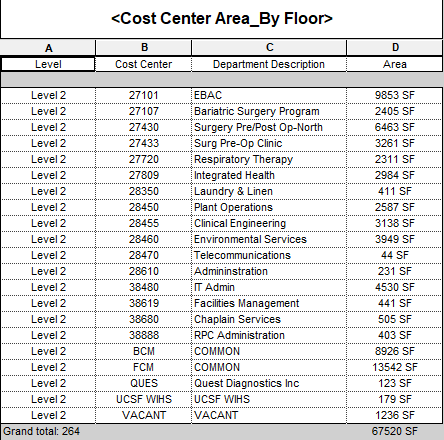 <Cost Center Area_By Floor>
A B C D
Level Cost Center Department Description Area
Level 2 27101 EBAC 9853 SF
Level 2 27107 Bariatric Surgery Program 2405 SF
Level 2 27430 Surgery Pre/Post Op-North 6463 SF
Level 2 27433 Surg Pre-Op Clinic 3261 SF
Level 2 27720 Respiratory Therapy 2311 SF
Level 2 27809 Integrated Health 2984 SF
Level 2 28350 Laundry & Linen 411 SF
Level 2 28450 Plant Operations 2587 SF
Level 2 28455 Clinical Engineering 3138 SF
Level 2 28460 Environmental Services 3949 SF
Level 2 28470 Telecommunications 44 SF
Level 2 28610 Admininstration 231 SF
Level 2 38480 IT Admin 4530 SF
Level 2 38619 Facilities Management 441 SF
Level 2 38680 Chaplain Services 505 SF
Level 2 38888 RPC Administration 403 SF
Level 2 BCM COMMON 8926 SF
Level 2 FCM COMMON 13542 SF
Level 2 QUES Quest Diagnostics Inc 123 SF
Level 2 UCSF WIHS UCSF WIHS 179 SF
Level 2 VACANT VACANT 1236 SF
Grand total: 264 67520 SF